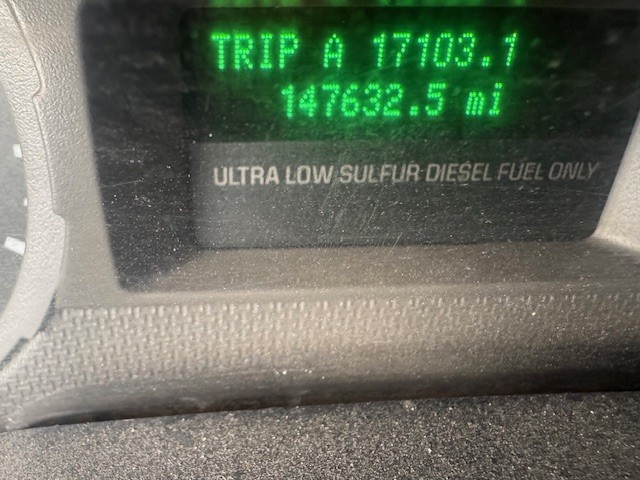 TRIP A 17103.1
147632.5 mi
ULTRA LOW SULFUR DIESEL FUEL ONLY